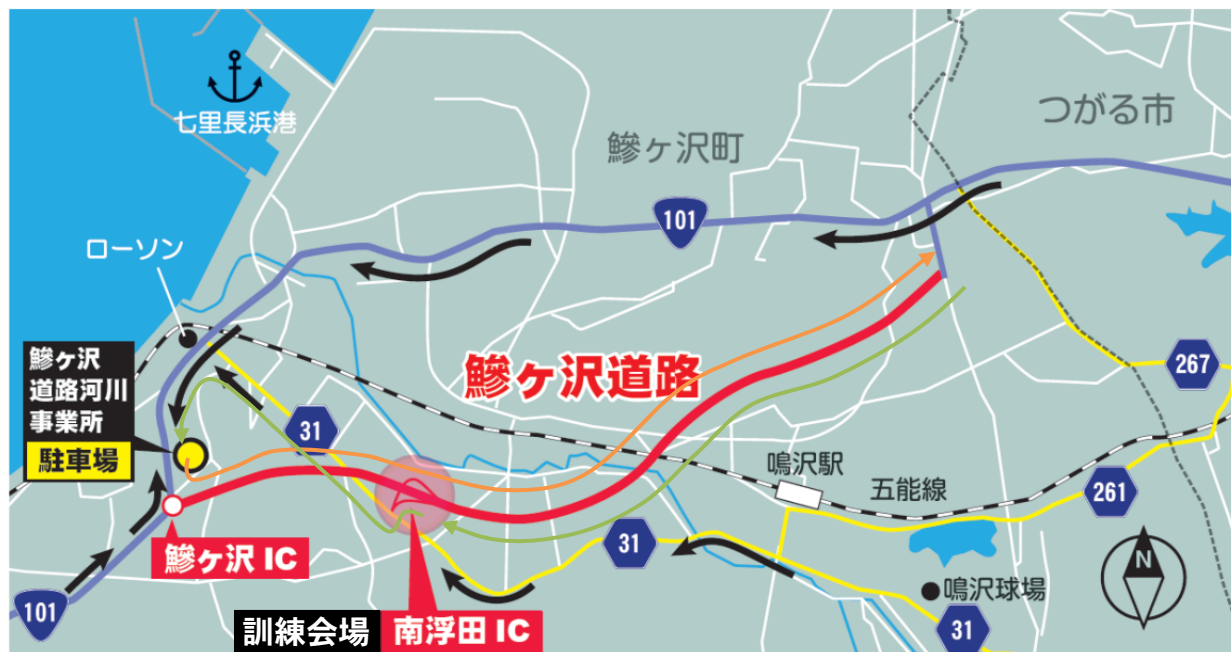 七里長浜港
鰺ヶ沢町
つがる市
101
ローソン
鰺ヶ沢
道路河川
事業所
駐車場
鰺ヶ沢道路
267
31
鳴沢駅
五能線
261
31
鰺ヶ沢 IC
N
鳴沢球場
101
訓練会場
南浮田 IC
31